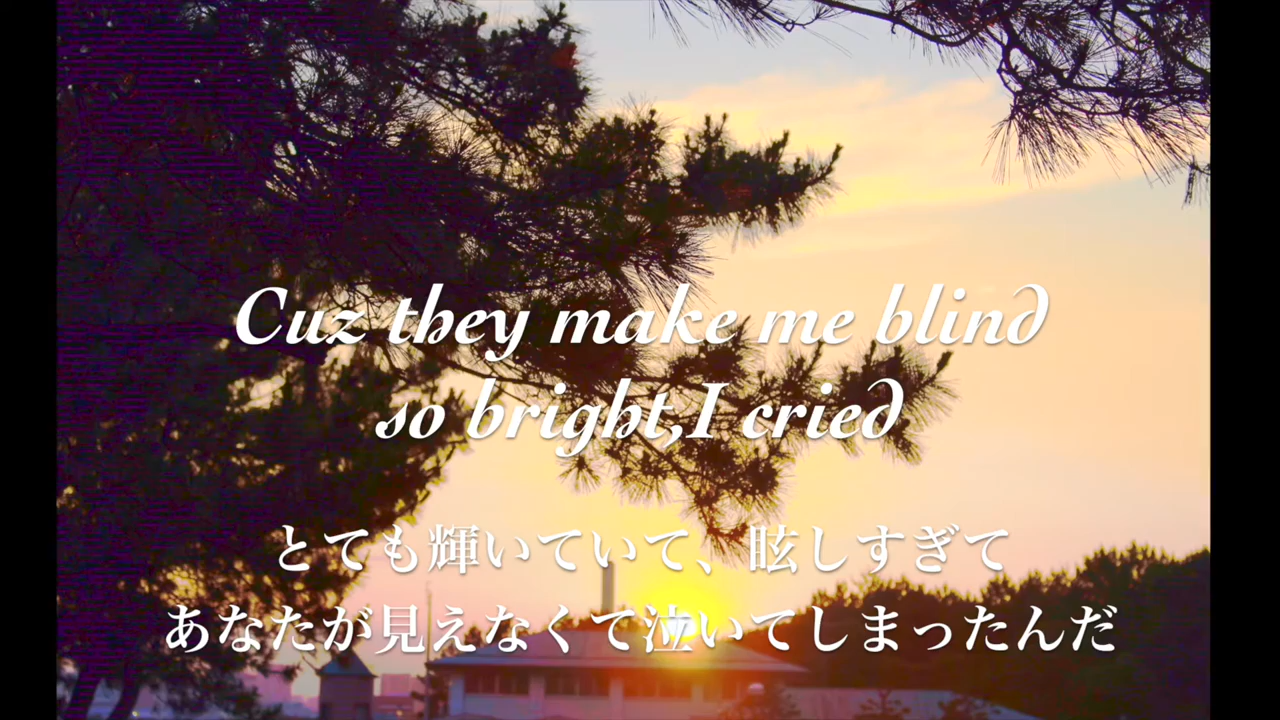 Cuz they make me blind
so bright,I cried
とても輝いていて、眩しすぎて
あなたが見えなくて泣いてしまったんだ